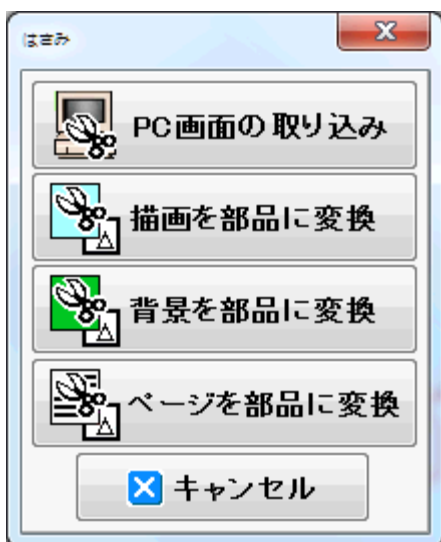 はさみ
PC画面の取り込み
描画を部品に変換
背景を部品に変換
ページを部品に変換
キャンセル